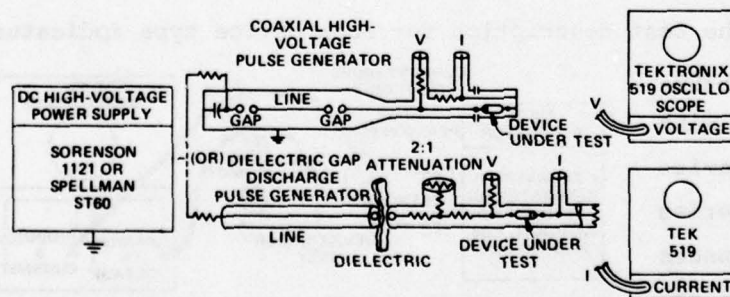 COAXIAL HIGH-
VOLTAGE
PULSE GENERATOR
V
I
LINE
GAP
GAP
DEVICE
UNDER TEST
DC HIGH-VOLTAGE
POWER SUPPLY
SORENSON
1121 OR
SPELLMAN
ST60
(OR)
DIELECTRIC GAP
DISCHARGE
PULSE GENERATOR
2:1
ATTENUATION
V
I
LINE
DIELECTRIC
DEVICE UNDER
TEST
TEKTRONIX
519 OSCILLO
SCOPE
V
VOLTAGE
TEK
519
I
CURRENT